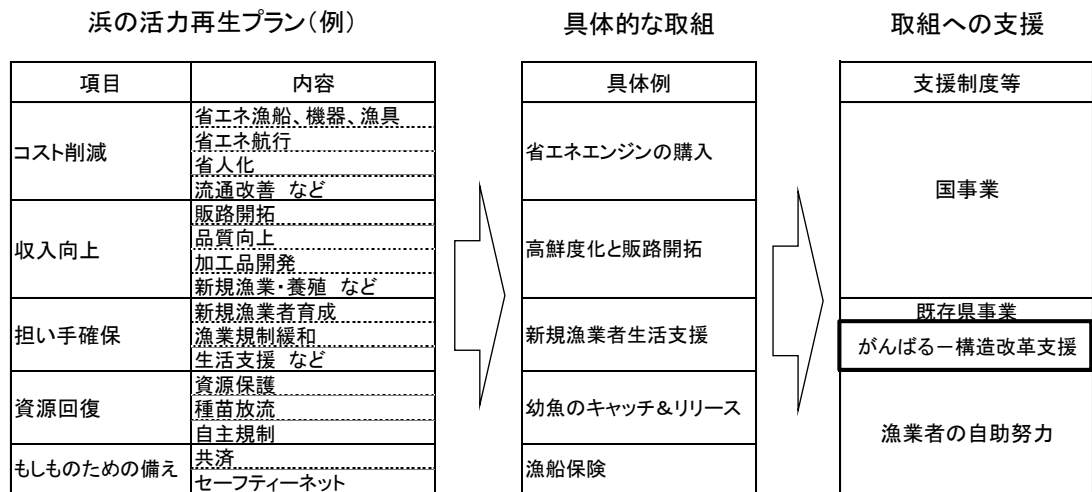 浜の活力再生プラン(例)
項目
内容
コスト削減
省エネ漁船、機器、漁具
省エネ航行
省人化
流通改善 など
収入向上
販路開拓
品質向上
加工品開発
新規漁業・養殖 など
担い手確保
新規漁業者育成
漁業規制緩和
生活支援 など
資源回復
資源保護
種苗放流
自主規制
もしものための備え
共済
セーフティーネット
具体的な取組
具体例
省エネエンジンの購入
高鮮度化と販路開拓
新規漁業者生活支援
幼魚のキャッチ&リリース
漁船保険
取組への支援
支援制度等
国事業
既存県事業
がんばる-構造改革支援
漁業者の自助努力